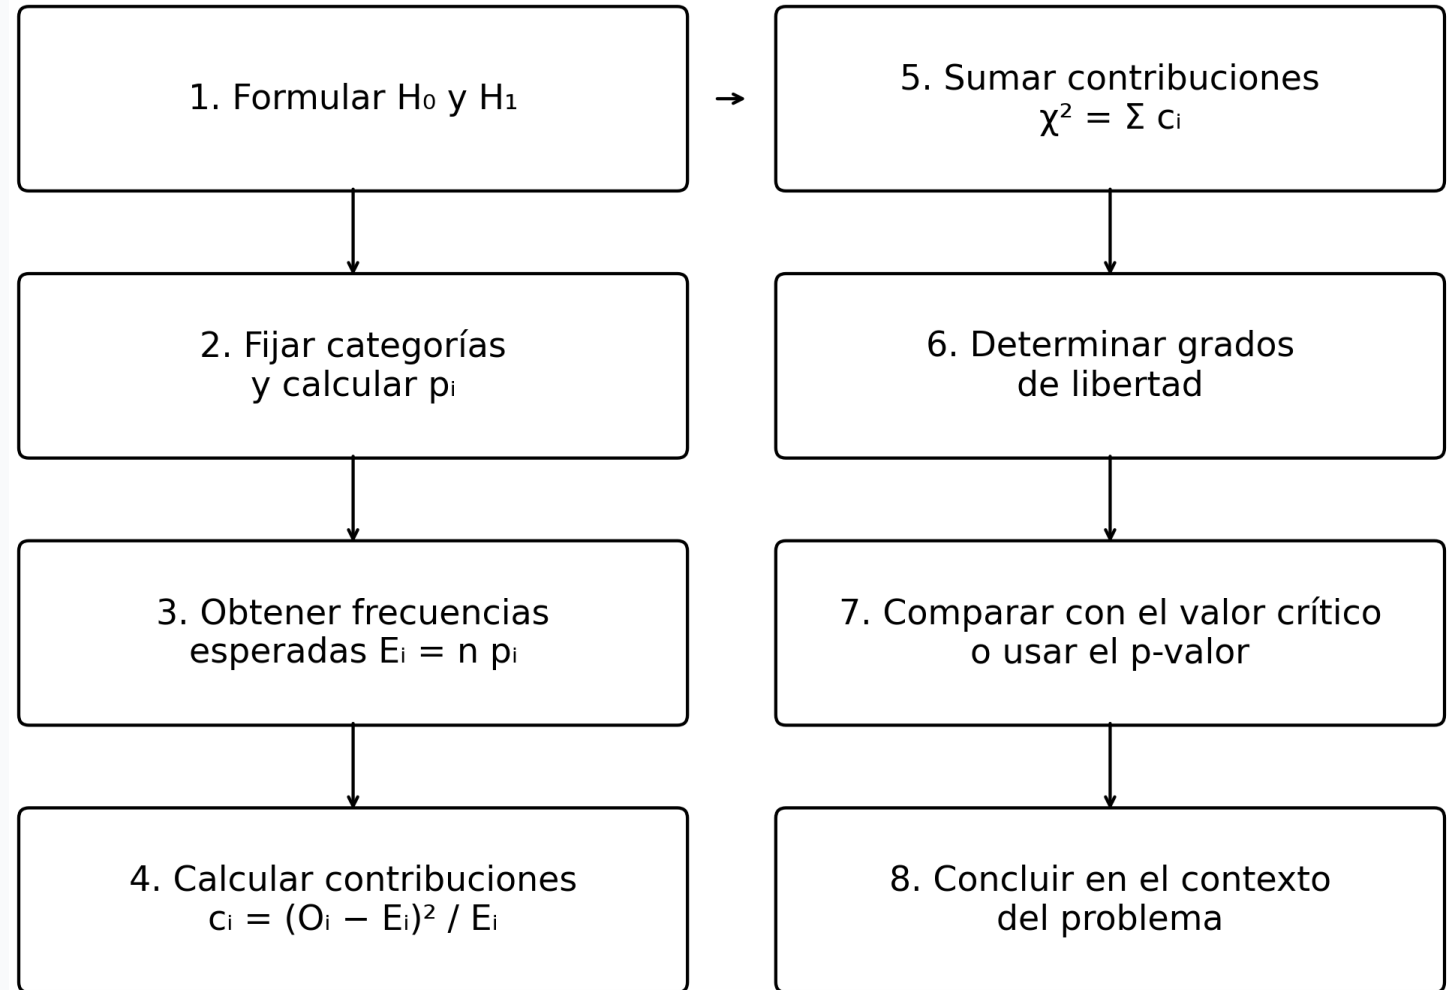 1. Formular H₀ y H₁
2. Fijar categorías
y calcular pᵢ
3. Obtener frecuencias
esperadas Eᵢ = n pᵢ
4. Calcular contribuciones
cᵢ = (Oᵢ − Eᵢ)² / Eᵢ
5. Sumar contribuciones
χ² = Σ cᵢ
6. Determinar grados
de libertad
7. Comparar con el valor crítico
o usar el p-valor
8. Concluir en el contexto
del problema